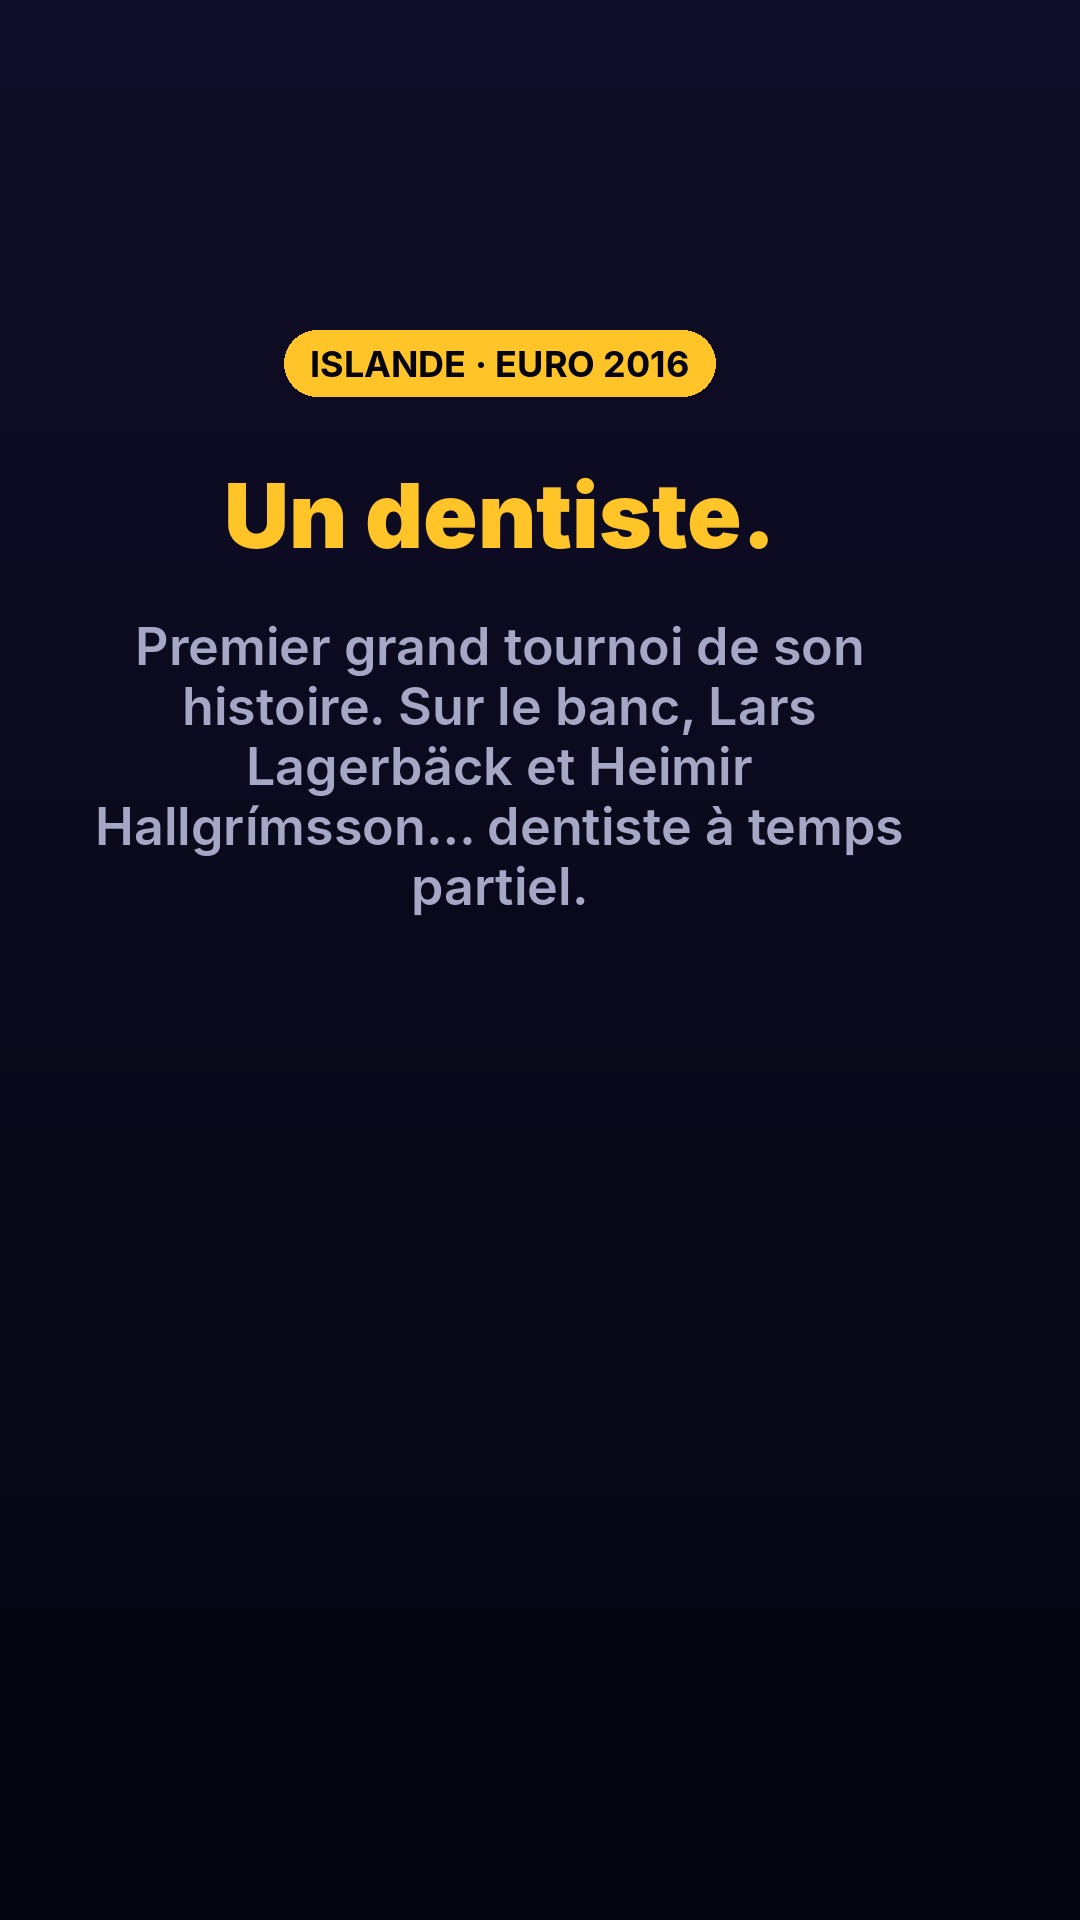 ISLANDE · EURO 2016
Un dentiste.
Premier grand tournoi de son
histoire. Sur le banc, Lars
Lagerbäck et Heimir
Hallgrímsson… dentiste à temps
partiel.